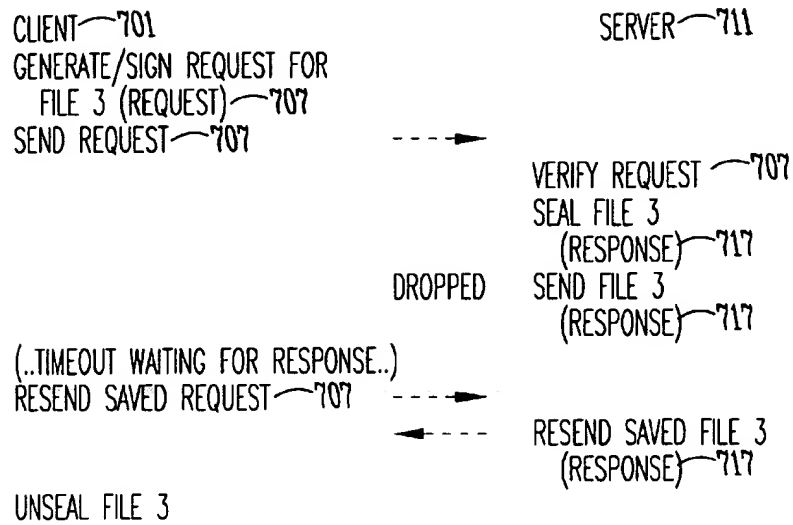 CLIENT 701
SERVER 711
GENERATE/SIGN REQUEST FOR
FILE 3 (REQUEST) 707
SEND REQUEST 707
VERIFY REQUEST 707
SEAL FILE 3
(RESPONSE) 717
DROPPED SEND FILE 3
(RESPONSE) 717
(..TIMEOUT WAITING FOR RESPONSE..)
RESEND SAVED REQUEST 707
RESEND SAVED FILE 3
(RESPONSE) 717
UNSEAL FILE 3